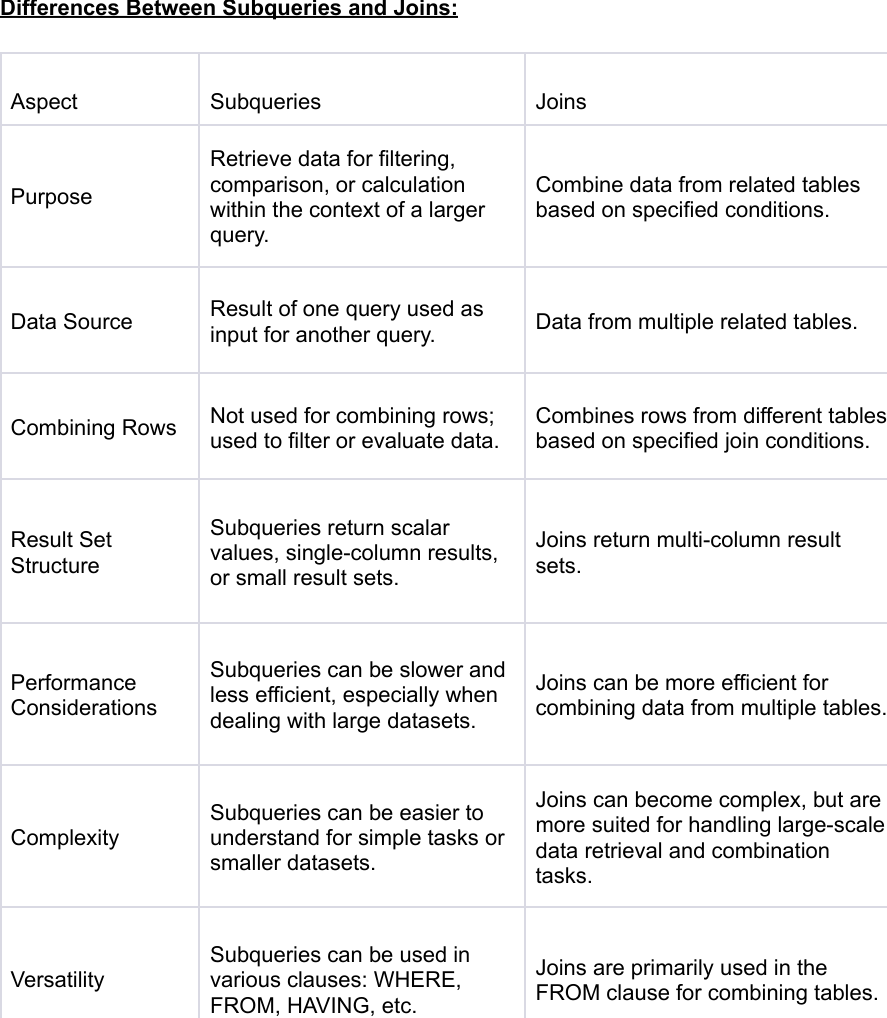 Differences Between Subqueries and Joins:
Aspect
Subqueries
Joins
Purpose
Retrieve data for filtering,
comparison, or calculation
within the context of a larger
query.
Combine data from related tables
based on specified conditions.
Data Source
Result of one query used as
input for another query.
Data from multiple related tables.
Combining Rows
Not used for combining rows;
used to filter or evaluate data.
Combines rows from different tables
based on specified join conditions.
Result Set
Structure
Subqueries return scalar
values, single-column results,
or small result sets.
Joins return multi-column result
sets.
Performance
Considerations
Subqueries can be slower and
less efficient, especially when
dealing with large datasets.
Joins can be more efficient for
combining data from multiple tables.
Complexity
Subqueries can be easier to
understand for simple tasks or
smaller datasets.
Joins can become complex, but are
more suited for handling large-scale
data retrieval and combination
tasks.
Versatility
Subqueries can be used in
various clauses: WHERE,
FROM, HAVING, etc.
Joins are primarily used in the
FROM clause for combining tables.